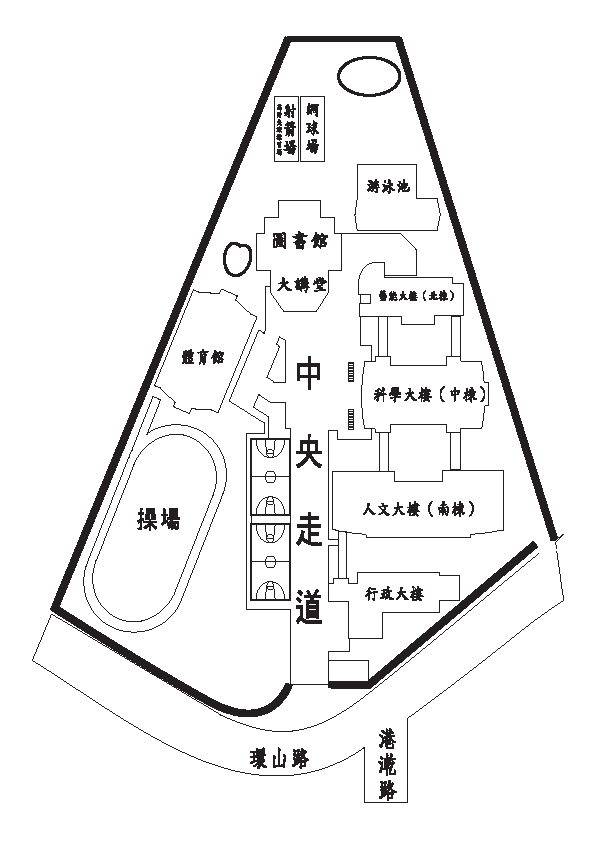 射箭場
網球場
游泳池
圖書館
大講堂
藝能大樓(北棟)
體育館
科學大樓(中棟)
中央走道
人文大樓(南棟)
操場
行政大樓
環山路
港漧路